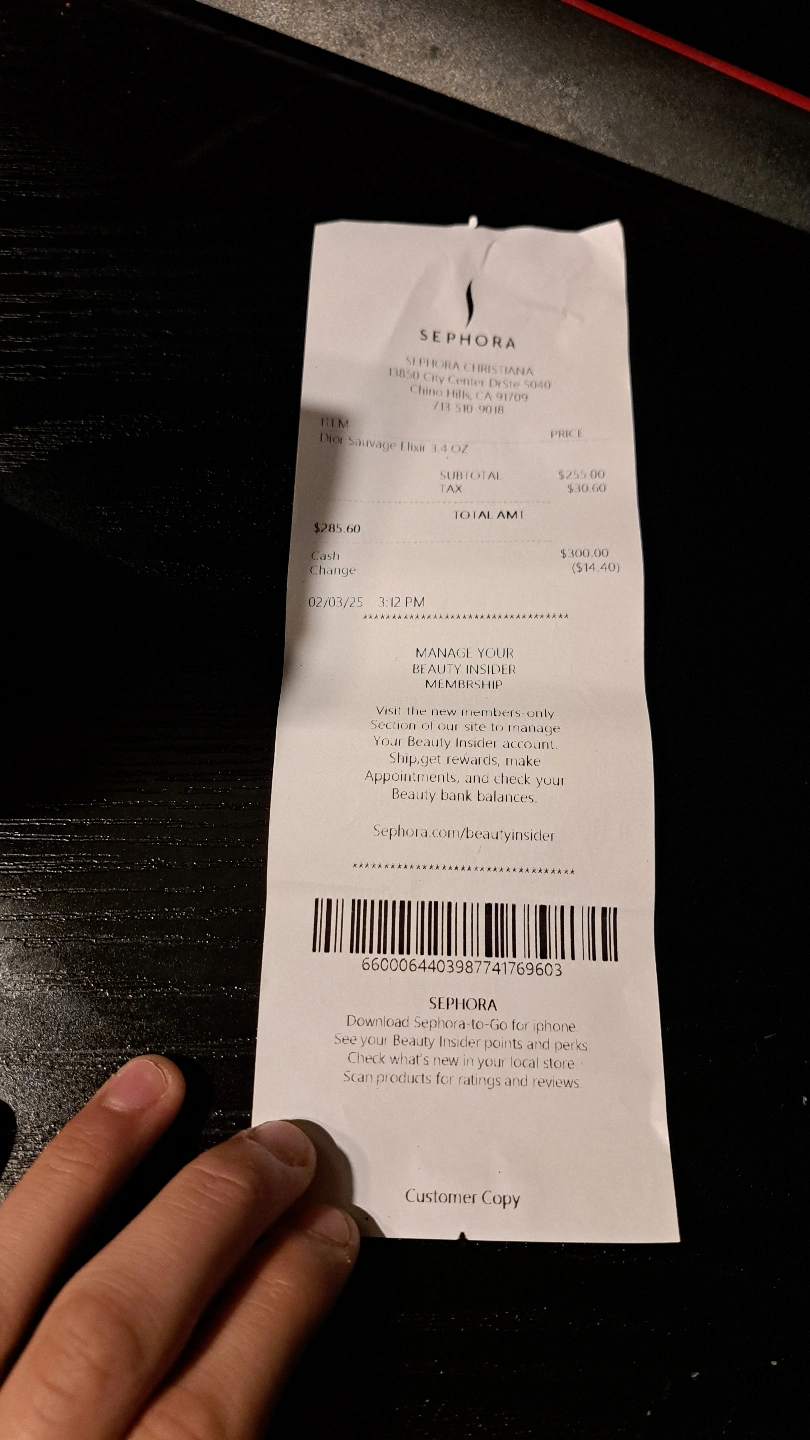 SEPHORA
SEPHORA CHRISTIANA
13850 City Center DrSte 5040
Chino Hills, CA 91709
713 510-9018
ITEM PRICE
Dior Sauvage Elixir 3.4 OZ
SUBTOTAL $255.00
TAX $30.60
TOTAL AMT
$285.60
Cash $300.00
Change ($14.40)
02/03/25 3:12 PM
**********************************
MANAGE YOUR
BEAUTY INSIDER
MEMBRSHIP
Visit the new members-only
Section of our site to manage
Your Beauty Insider account.
Ship,get rewards, make
Appointments, and check your
Beauty bank balances.
Sephora.com/beautyinsider
************************************
6600064403987741769603
SEPHORA
Download Sephora-to-Go for iphone
See your Beauty Insider points and perks
Check what's new in your local store
Scan products for ratings and reviews
Customer Copy